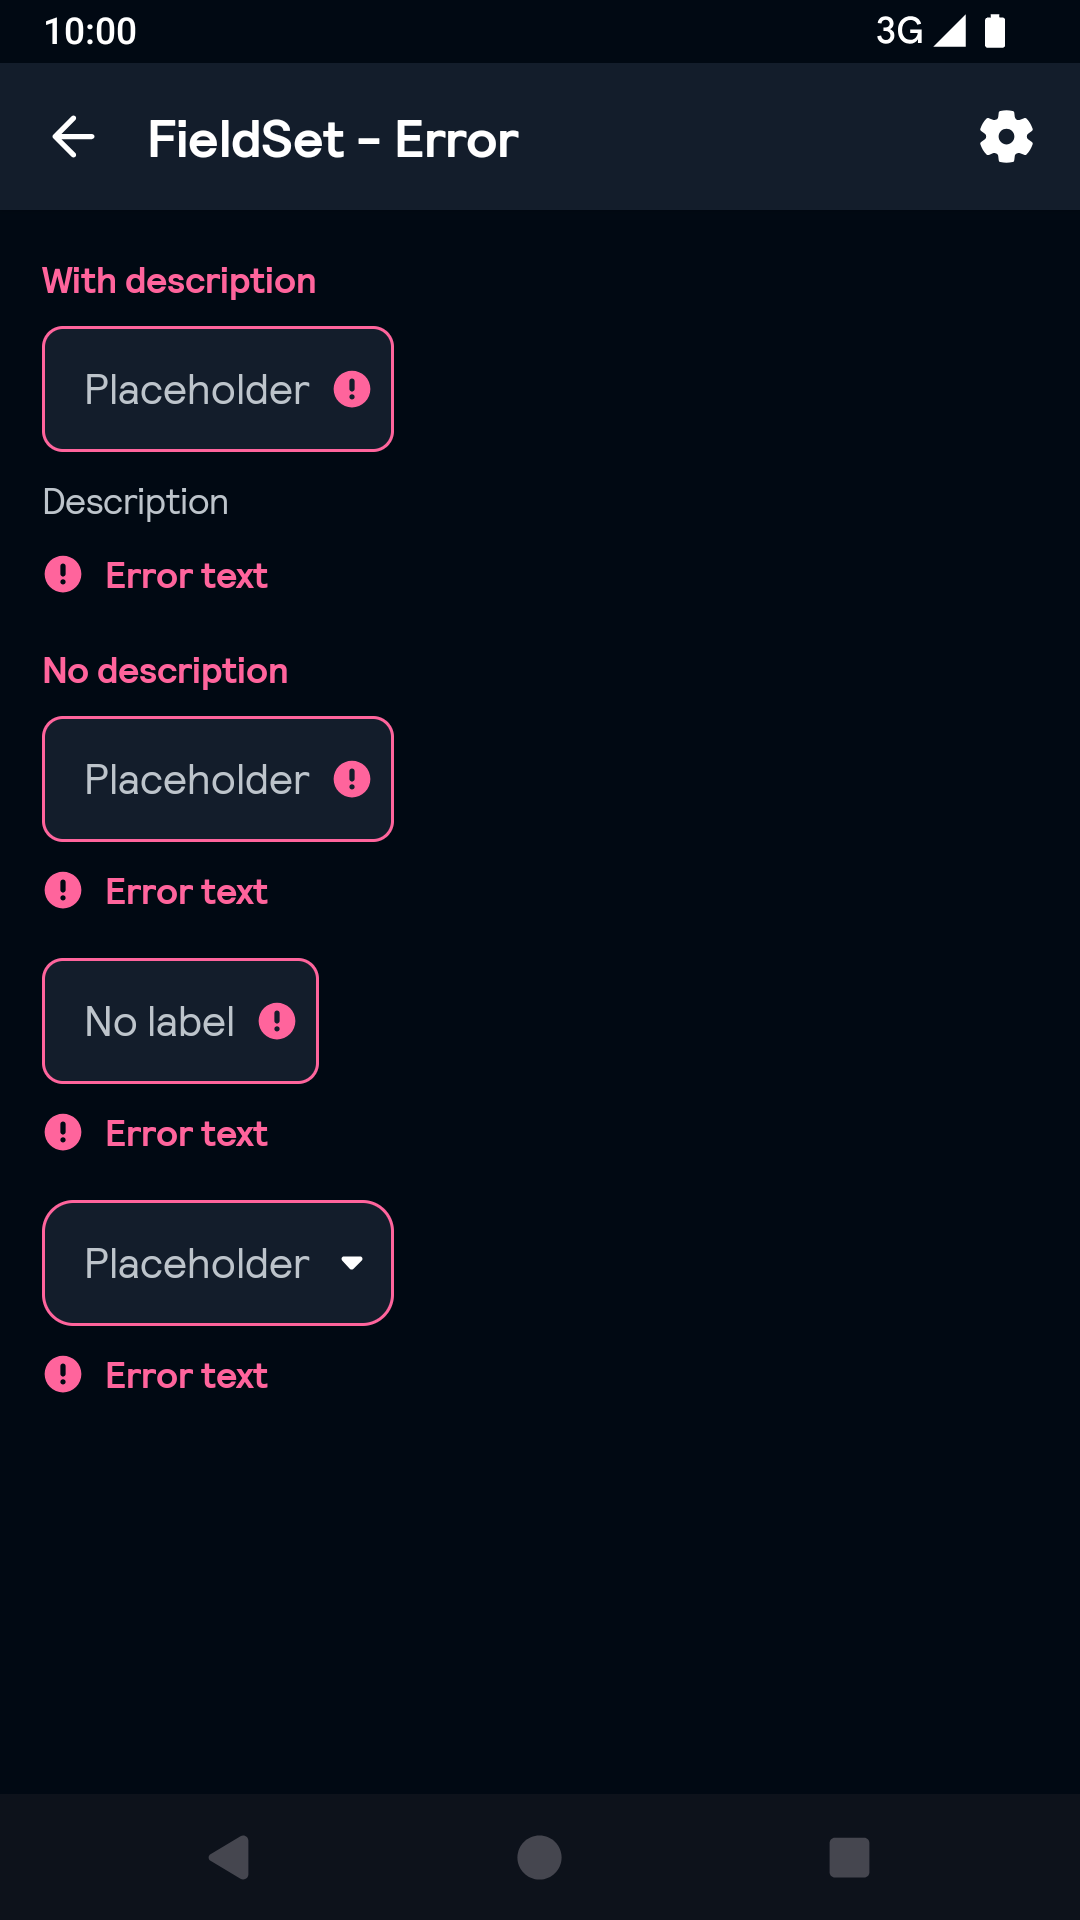 10:00 3G
FieldSet - Error
With description
Placeholder
Description
Error text
No description
Placeholder
Error text
No label
Error text
Placeholder
Error text